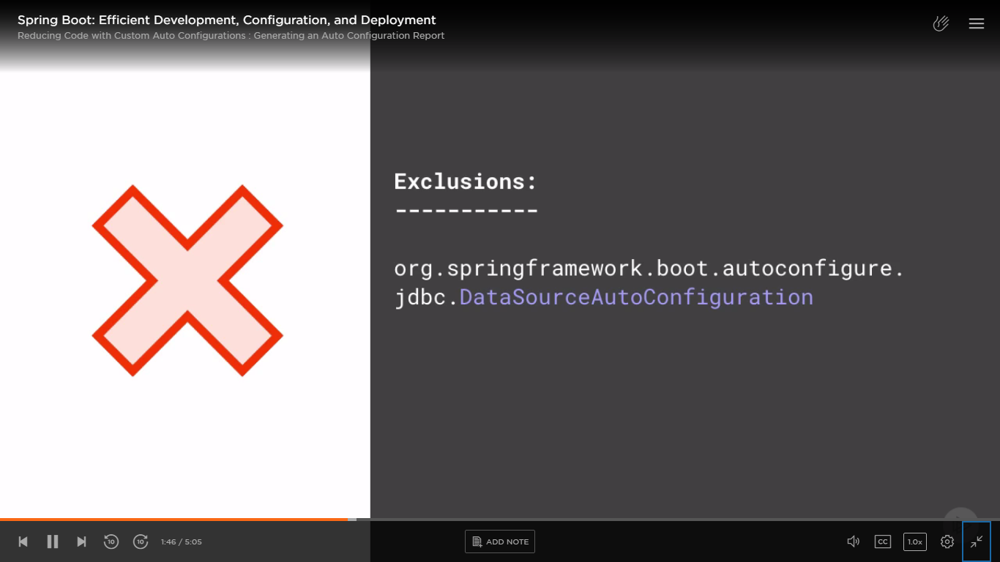 Spring Boot: Efficient Development, Configuration, and Deployment
Reducing Code with Custom Auto Configurations : Generating an Auto Configuration Report
Exclusions:
-----------
org.springframework.boot.autoconfigure.
jdbc.DataSourceAutoConfiguration
10
10
1:46 / 5:05
ADD NOTE
CC
1.0x